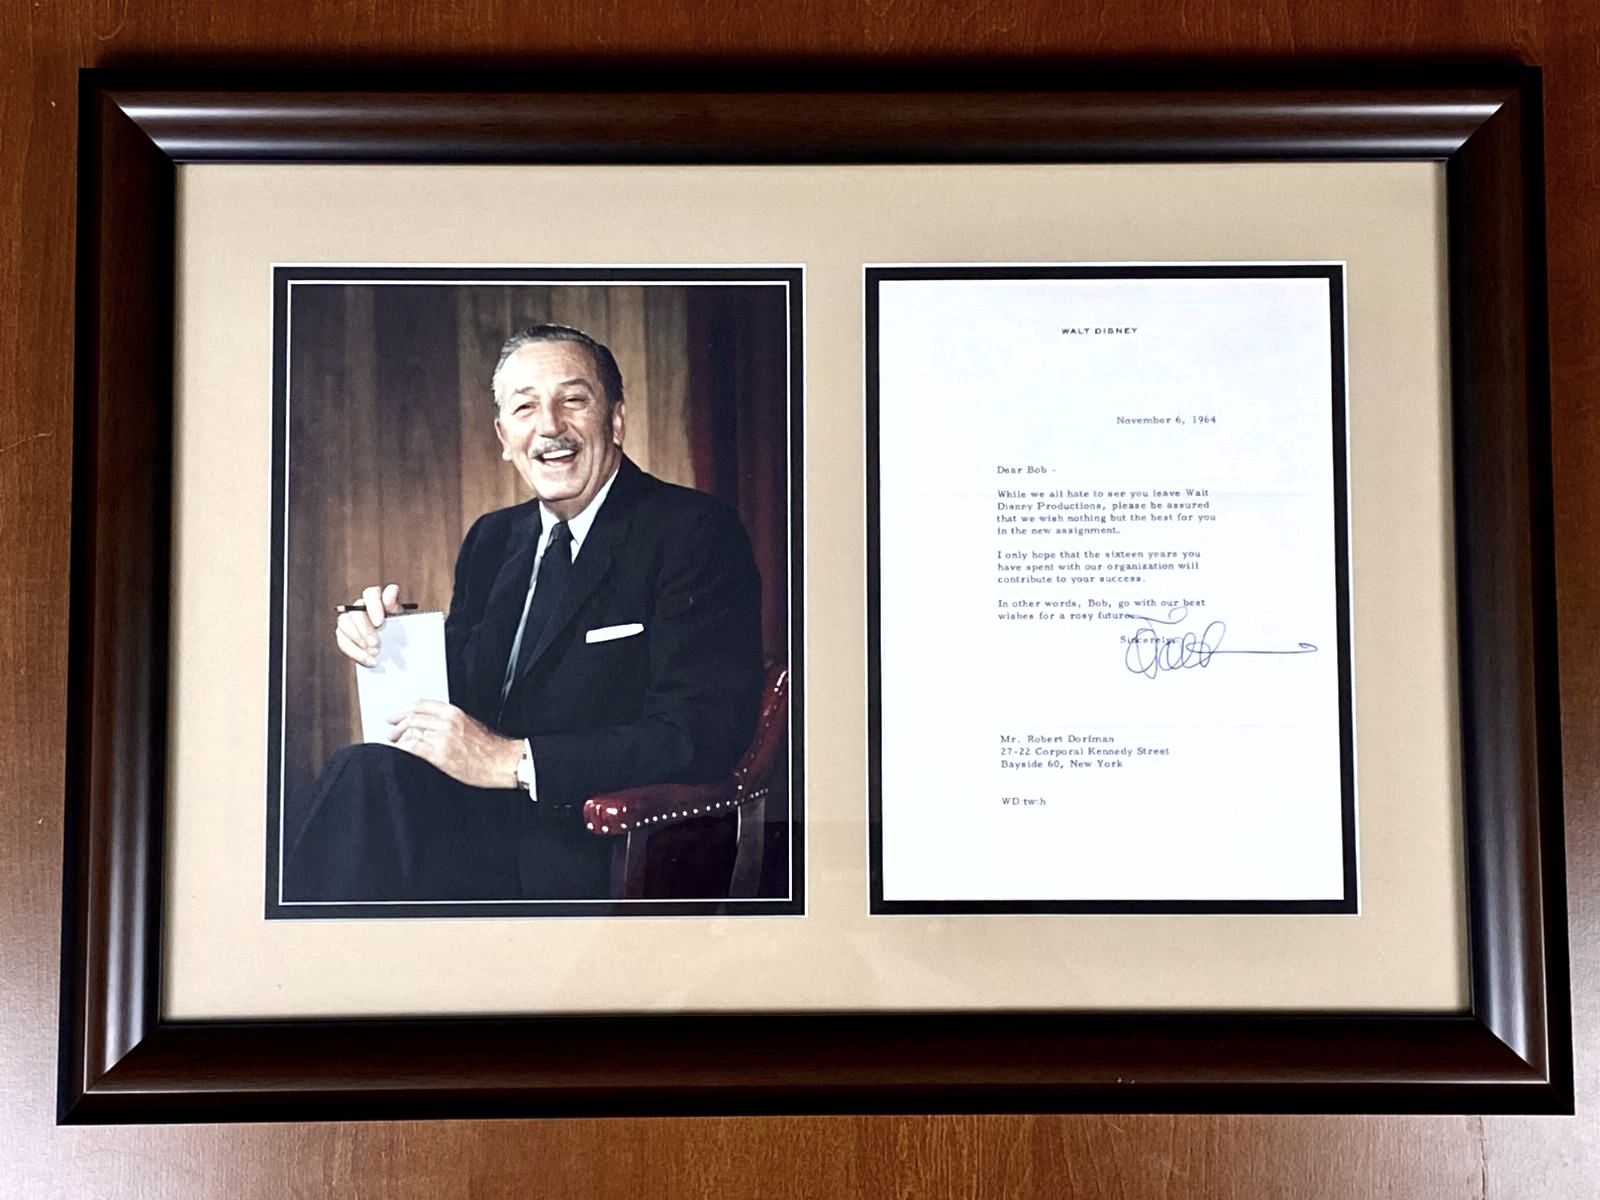 WALT DISNEY
November 6, 1964
Dear Bob -
While we all hate to see you leave Walt
Disney Productions, please be assured
that we wish nothing but the best for you
in the new assignment.
I only hope that the sixteen years you
have spent with our organization will
contribute to your success.
In other words, Bob, go with our best
wishes for a rosy future.
Sincerely,
Walt
Mr. Robert Dorfman
27-22 Corporal Kennedy Street
Bayside 60, New York
WD:tw:h